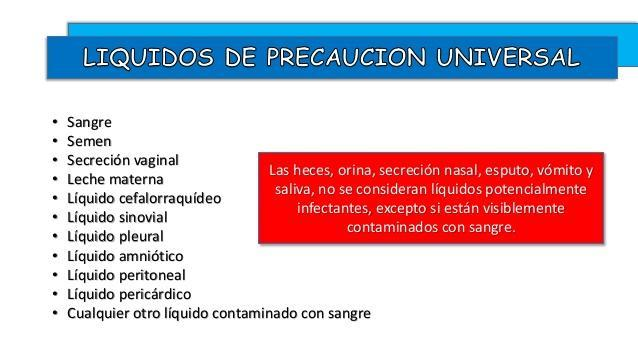 LIQUIDOS DE PRECAUCION UNIVERSAL
• Sangre
• Semen
• Secreción vaginal
• Leche materna
• Líquido cefalorraquídeo
• Líquido sinovial
• Líquido pleural
• Líquido amniótico
• Líquido peritoneal
• Líquido pericárdico
• Cualquier otro líquido contaminado con sangre
Las heces, orina, secreción nasal, esputo, vómito y
saliva, no se consideran líquidos potencialmente
infectantes, excepto si están visiblemente
contaminados con sangre.